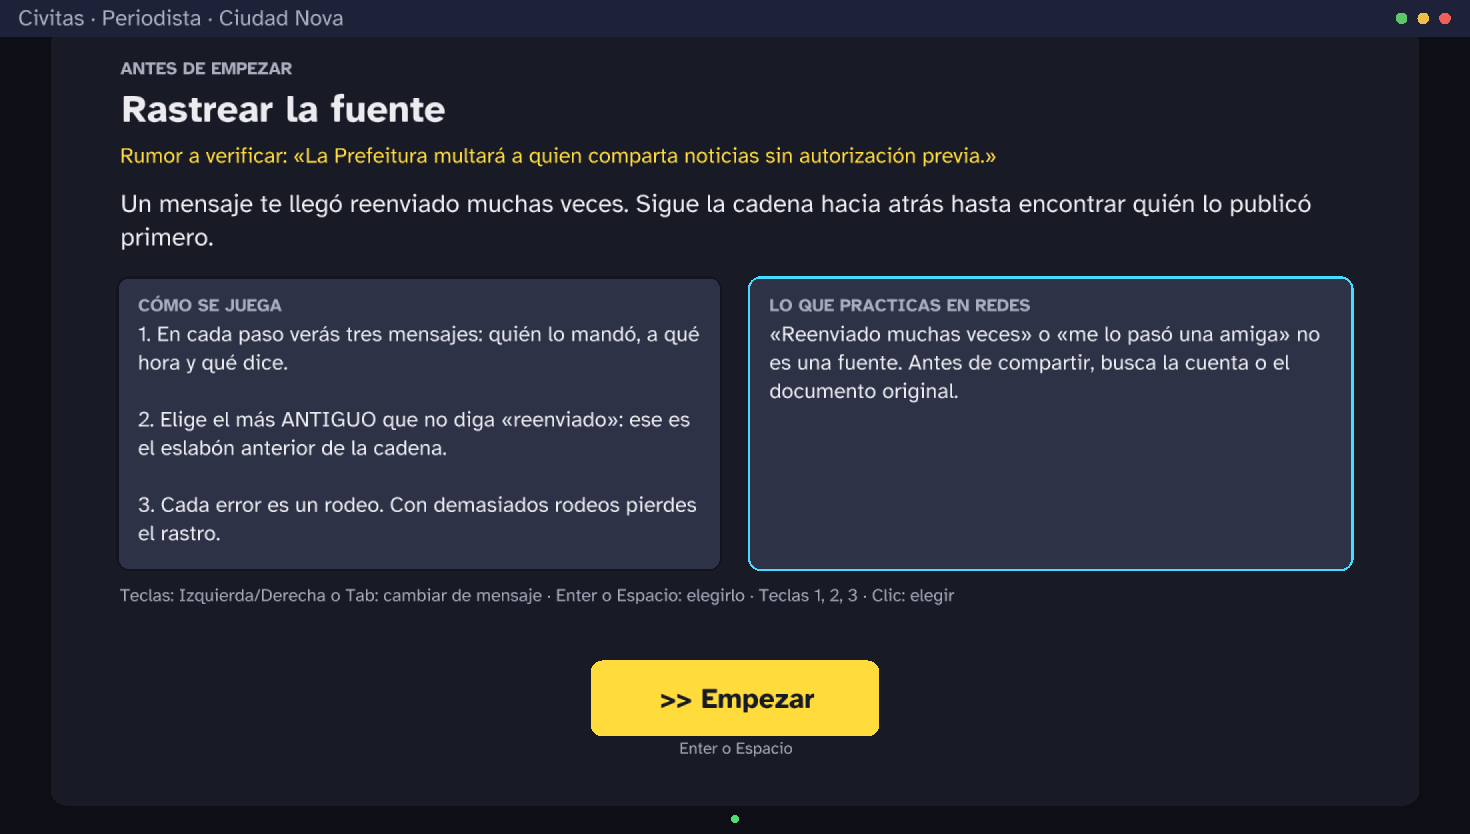 Civitas · Periodista · Ciudad Nova
ANTES DE EMPEZAR
Rastrear la fuente
Rumor a verificar: «La Prefeitura multará a quien comparta noticias sin autorización previa.»
Un mensaje te llegó reenviado muchas veces. Sigue la cadena hacia atrás hasta encontrar quién lo publicó
primero.
CÓMO SE JUEGA
1. En cada paso verás tres mensajes: quién lo mandó, a qué
hora y qué dice.
2. Elige el más ANTIGUO que no diga «reenviado»: ese es
el eslabón anterior de la cadena.
3. Cada error es un rodeo. Con demasiados rodeos pierdes
el rastro.
LO QUE PRACTICAS EN REDES
«Reenviado muchas veces» o «me lo pasó una amiga» no
es una fuente. Antes de compartir, busca la cuenta o el
documento original.
Teclas: Izquierda/Derecha o Tab: cambiar de mensaje · Enter o Espacio: elegirlo · Teclas 1, 2, 3 · Clic: elegir
>> Empezar
Enter o Espacio